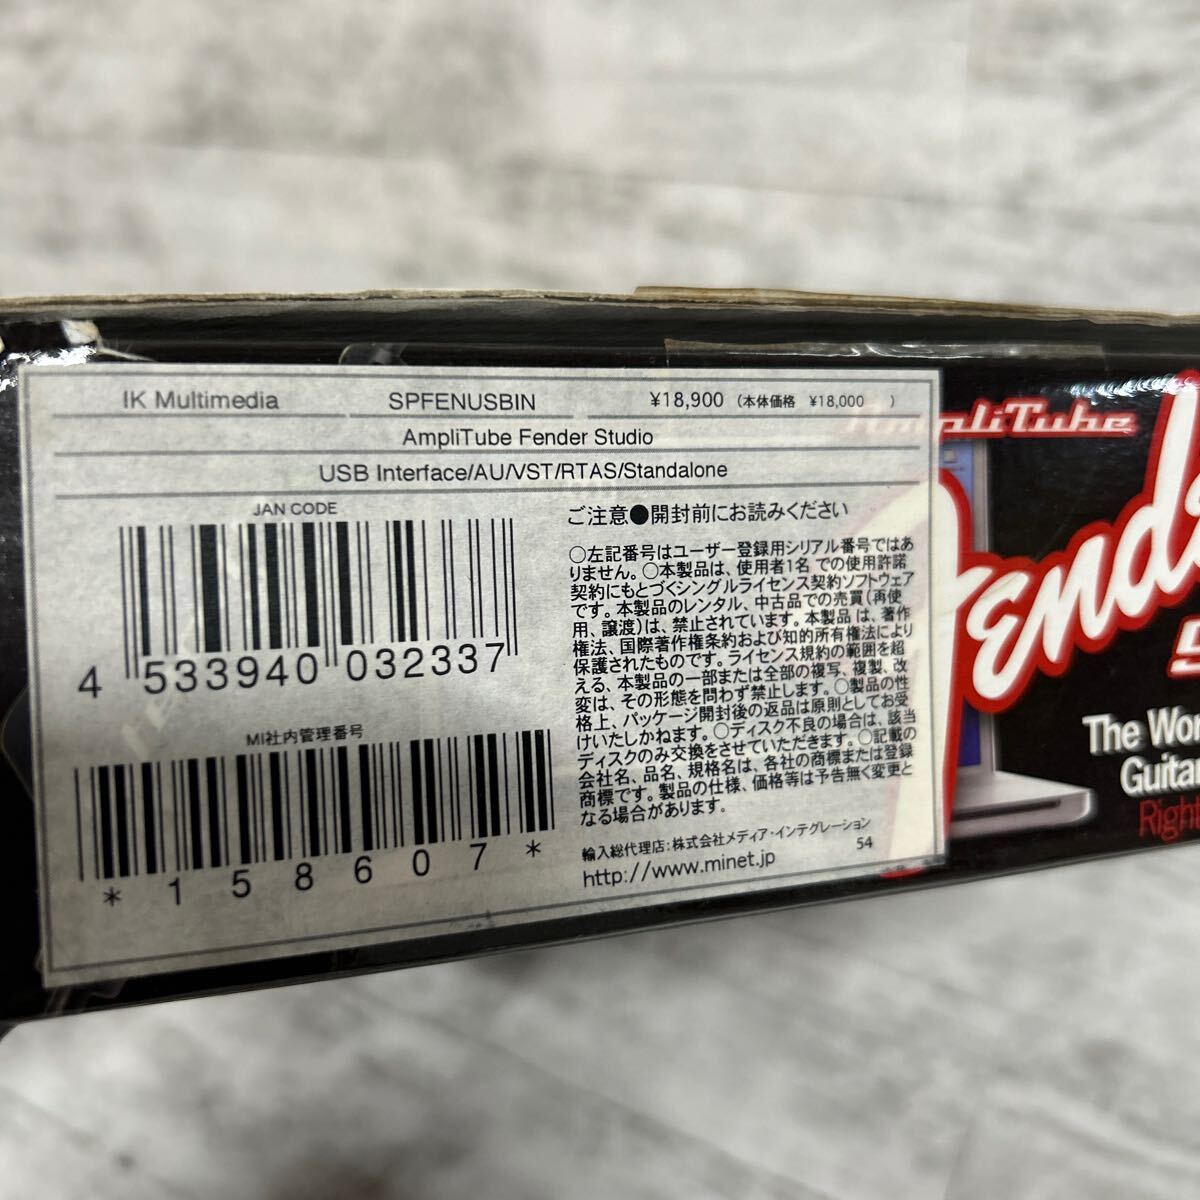 IK Multimedia
SPFENUSBIN
¥18,900 (本体価格 ¥18,000 )
AmpliTube Fender Studio
USB Interface/AU/VST/RTAS/Standalone
JAN CODE
4 533940 032337
MI社内管理番号
*158607*
ご注意●開封前にお読みください
○左記番号はユーザー登録用シリアル番号ではあ
りません。○本製品は、使用者1名 での使用許諾
契約にもとづくシングルライセンス契約ソフトウェア
です。本製品のレンタル、中古品での売買(再使
用、譲渡)は、禁止されています。本製品 は、著作
権法、国際著作権条約および知的所有権法により
保護されたものです。ライセンス規約の範囲を超
える、本製品の一部または全部の複写、複製、改
変は、その形態を問わず禁止します。○製品の性
格上、パッケージ開封後の返品は原則としてお受
けいたしかねます。○ディスク不良の場合は、該当
ディスクのみ交換をさせていただきます。○記載の
会社名、品名、規格名は、各社の商標または登録
商標です。製品の仕様、価格等は予告無く変更と
なる場合があります。
輸入総代理店:株式会社メディア・インテグレーション
54
http://www.minet.jp
AmpliTube
The Wor
Guitar
Right